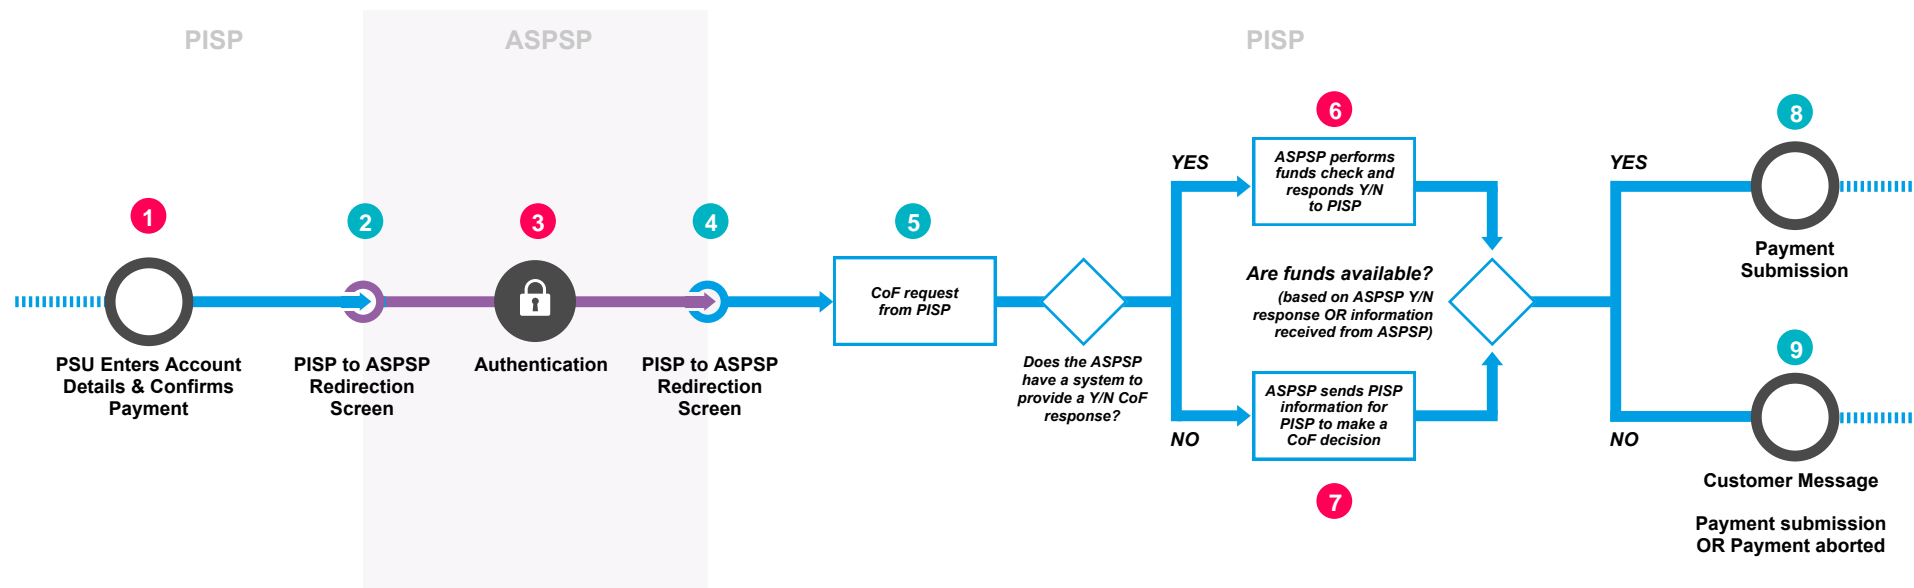 PISP
ASPSP
PISP
1
PSU Enters Account
Details & Confirms
Payment
2
PISP to ASPSP
Redirection
Screen
3
Authentication
4
PISP to ASPSP
Redirection
Screen
5
CoF request
from PISP
Does the ASPSP
have a system to
provide a Y/N CoF
response?
YES
6
ASPSP performs
funds check and
responds Y/N
to PISP
NO
ASPSP sends PISP
information for
PISP to make a
CoF decision
7
Are funds available?
(based on ASPSP Y/N
response OR information
received from ASPSP)
YES
8
Payment
Submission
NO
9
Customer Message
Payment submission
OR Payment aborted